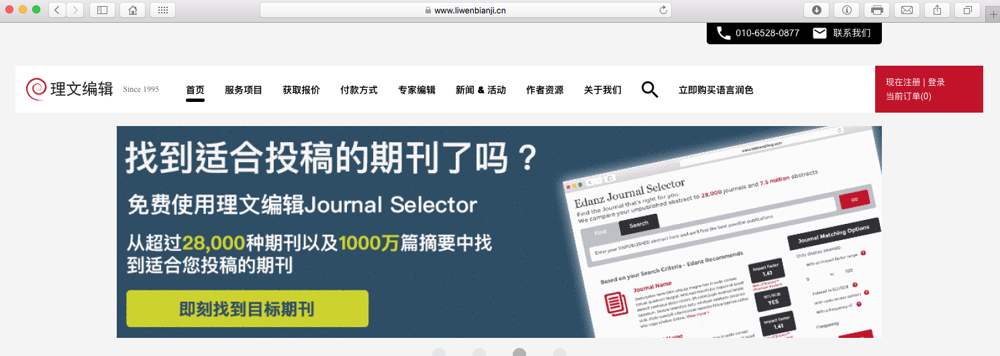 www.liwenbianji.cn
010-6528-0877 联系我们
理文编辑 Since 1995 首页 服务项目 获取报价 付款方式 专家编辑 新闻 & 活动 作者资源 关于我们 立即购买语言润色
现在注册 | 登录
当前订单(0)
找到适合投稿的期刊了吗？
免费使用理文编辑Journal Selector
从超过28,000种期刊以及1000万篇摘要中找
到适合您投稿的期刊
即刻找到目标期刊
Edanz Journal Selector
Find the Journal that's right for you.
We compare your unpublished abstract to 28,000 journals and 7.5 million abstracts
Find Search
Enter your UNPUBLISHED abstract here and we'll find the best possible publications
GO
Based on your Search Criteria - Edanz Recommends
Journal Name
View more >
Impact Factor
1.41
SCI/SCIE
YES
Impact Factor
1.41
Journal Matching Options
Only display journals:
With an Impact Factor range
0 to 100
Indexed in SCI/SCIE
With open access options
With a frequency of
Frequency